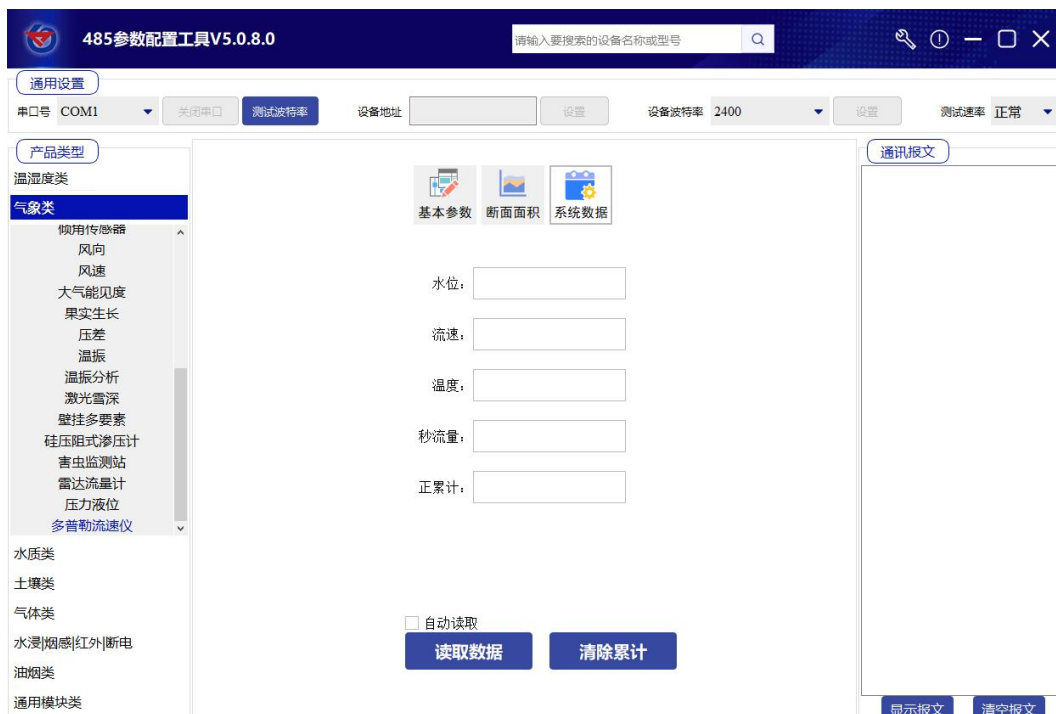 485参数配置工具V5.0.8.0
请输入要搜索的设备名称或型号
通用设置
串口号 COM1 关闭串口 测试波特率 设备地址 设置 设备波特率 2400 设置 测试速率 正常
产品类型
温湿度类
气象类
倾角传感器
风向
风速
大气能见度
果实生长
压差
温振
温振分析
激光雪深
壁挂多要素
硅压阻式渗压计
害虫监测站
雷达流量计
压力液位
多普勒流速仪
水质类
土壤类
气体类
水浸|烟感|红外|断电
油烟类
通用模块类
基本参数 断面面积 系统数据
水位:
流速:
温度:
秒流量:
正累计:
自动读取
读取数据 清除累计
通讯报文
显示报文 清空报文